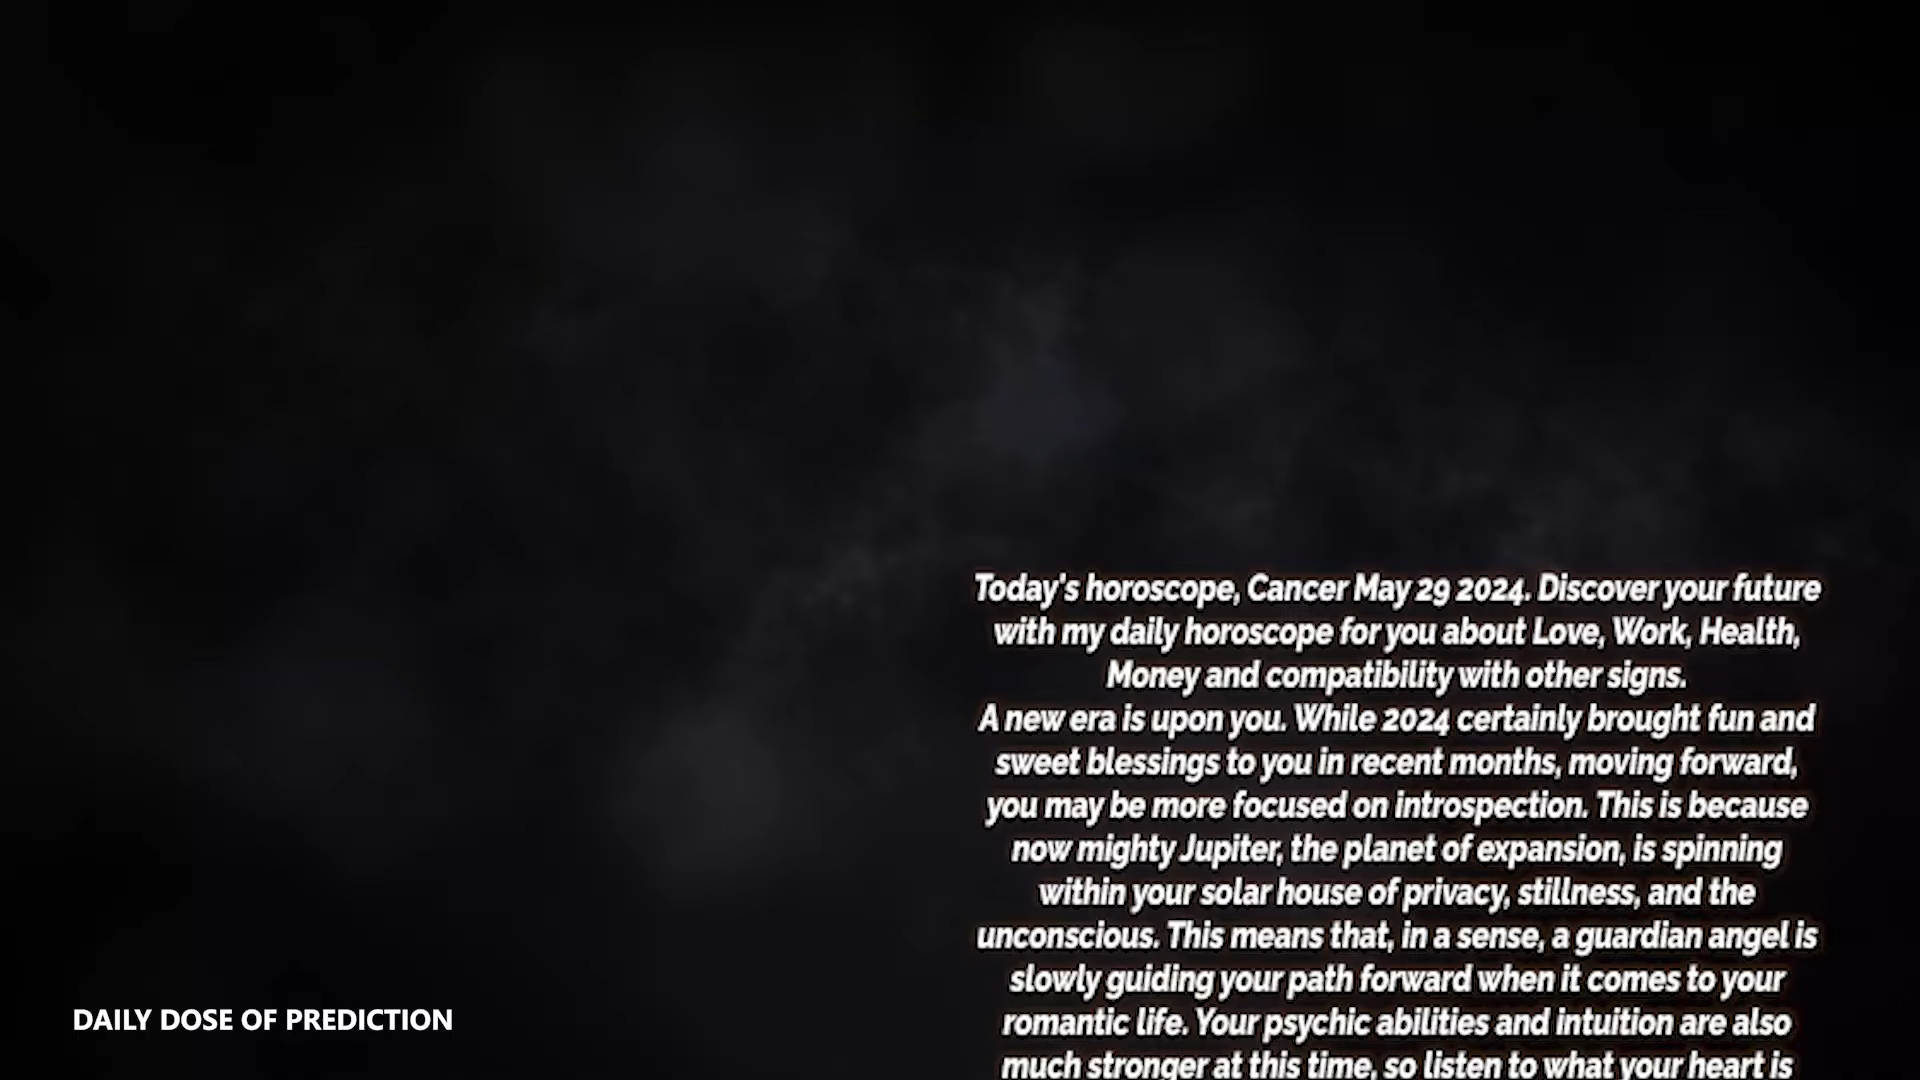 Today's horoscope, Cancer May 29 2024. Discover your future
with my daily horoscope for you about Love, Work, Health,
Money and compatibility with other signs.
A new era is upon you. While 2024 certainly brought fun and
sweet blessings to you in recent months, moving forward,
you may be more focused on introspection. This is because
now mighty Jupiter, the planet of expansion, is spinning
within your solar house of privacy, stillness, and the
unconscious. This means that, in a sense, a guardian angel is
slowly guiding your path forward when it comes to your
romantic life. Your psychic abilities and intuition are also
much stronger at this time, so listen to what your heart is
DAILY DOSE OF PREDICTION